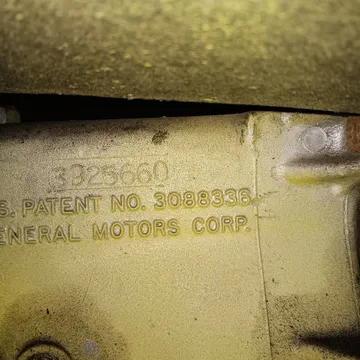 3925660
S. PATENT NO. 3088336
ENERAL MOTORS CORP.